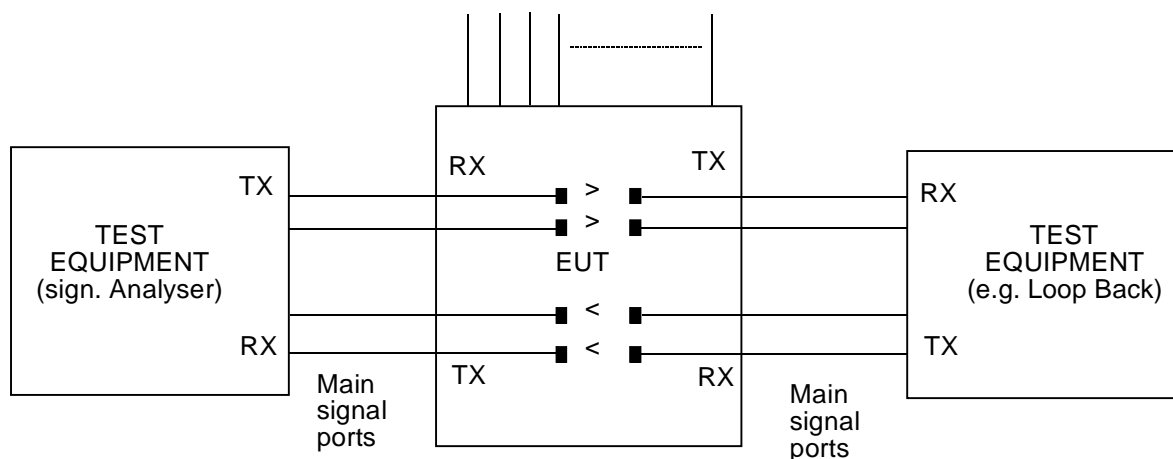 TX
TEST
EQUIPMENT
(sign. Analyser)
RX
Main
signal
ports
RX
TX
>
>
EUT
<
<
TX
RX
Main
signal
ports
RX
TEST
EQUIPMENT
(e.g. Loop Back)
TX